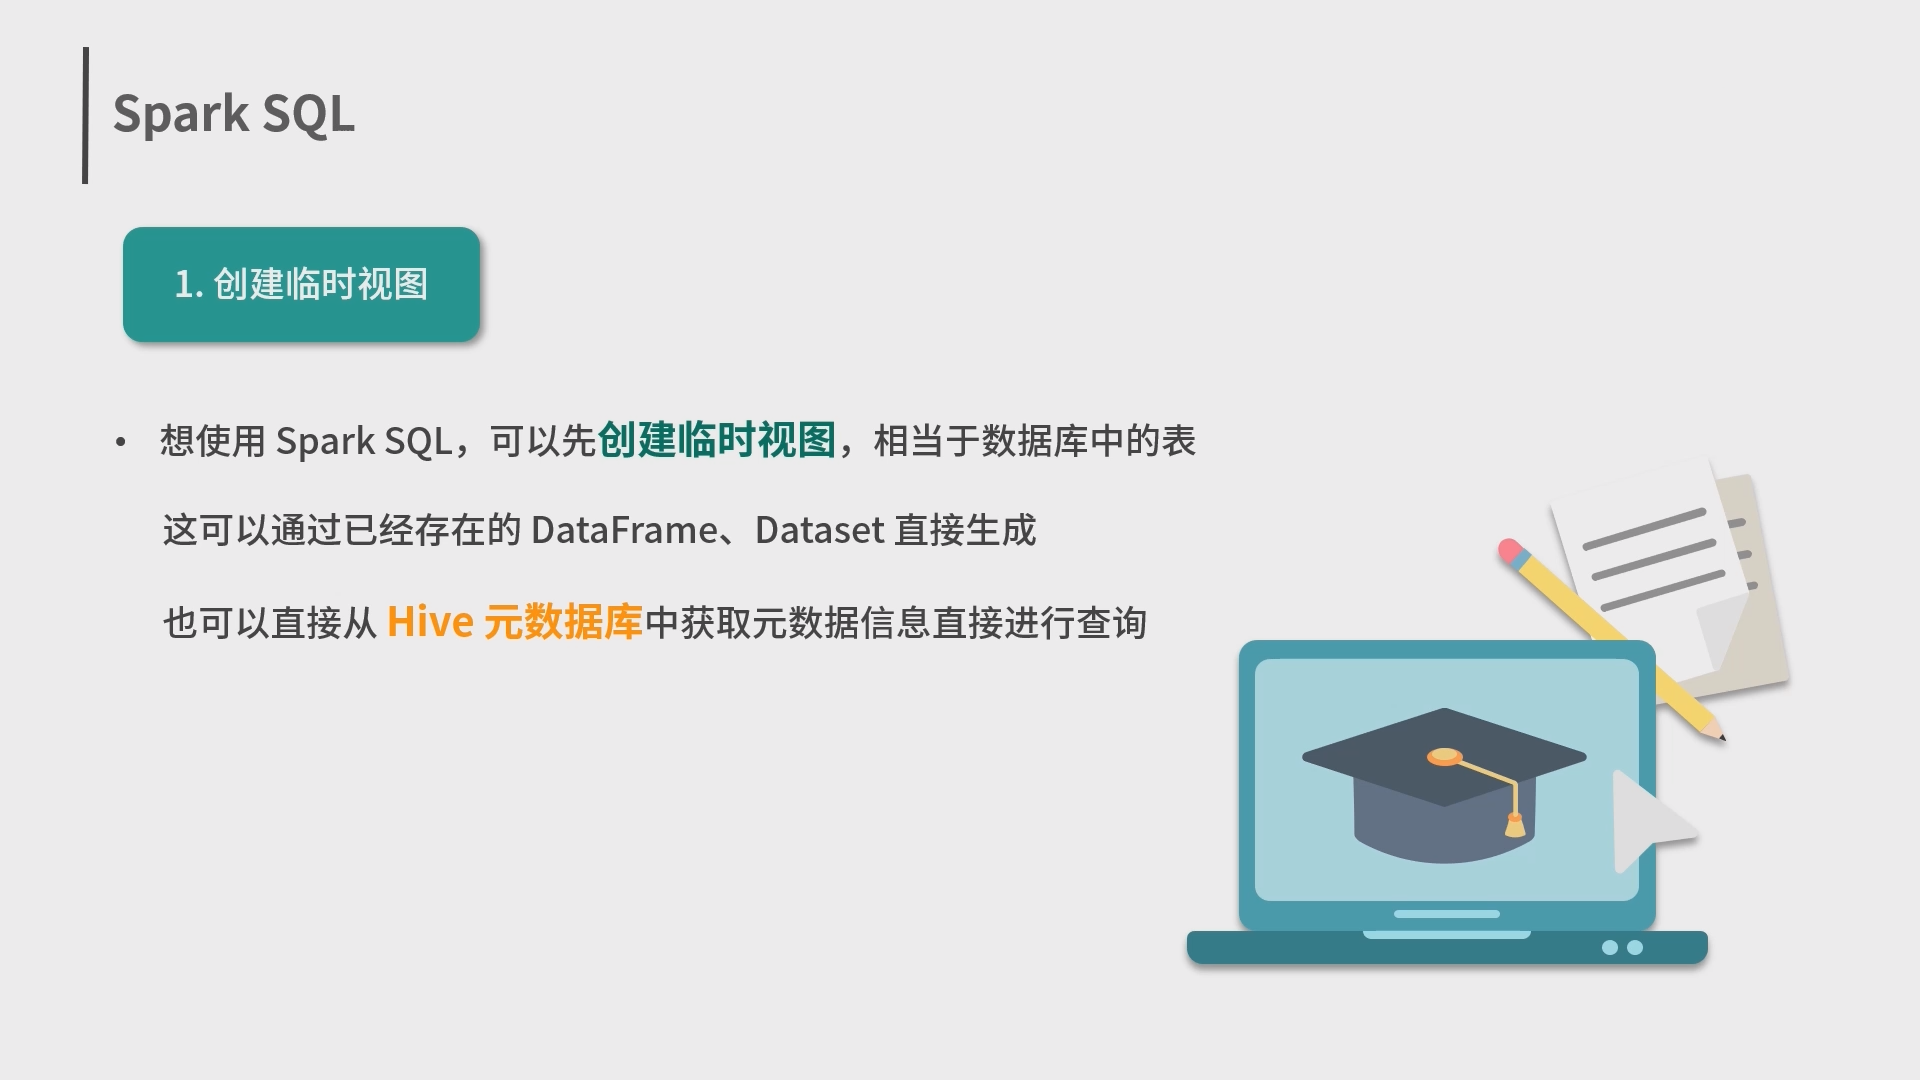 Spark SQL
1. 创建临时视图
• 想使用 Spark SQL，可以先创建临时视图，相当于数据库中的表
这可以通过已经存在的 DataFrame、Dataset 直接生成
也可以直接从 Hive 元数据库中获取元数据信息直接进行查询